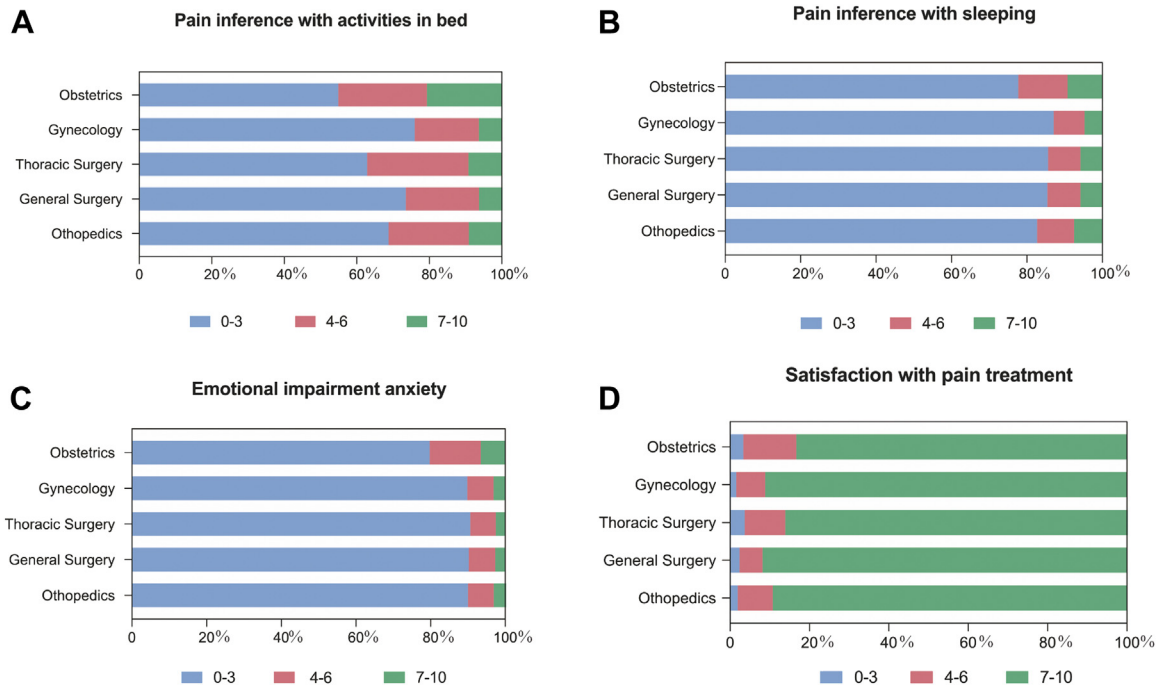 A
Pain inference with activities in bed
Obstetrics
Gynecology
Thoracic Surgery
General Surgery
Othopedics
0 20% 40% 60% 80% 100%
0-3 4-6 7-10
B
Pain inference with sleeping
Obstetrics
Gynecology
Thoracic Surgery
General Surgery
Othopedics
0 20% 40% 60% 80% 100%
0-3 4-6 7-10
C
Emotional impairment anxiety
Obstetrics
Gynecology
Thoracic Surgery
General Surgery
Othopedics
0 20% 40% 60% 80% 100%
0-3 4-6 7-10
D
Satisfaction with pain treatment
Obstetrics
Gynecology
Thoracic Surgery
General Surgery
Othopedics
0 20% 40% 60% 80% 100%
0-3 4-6 7-10